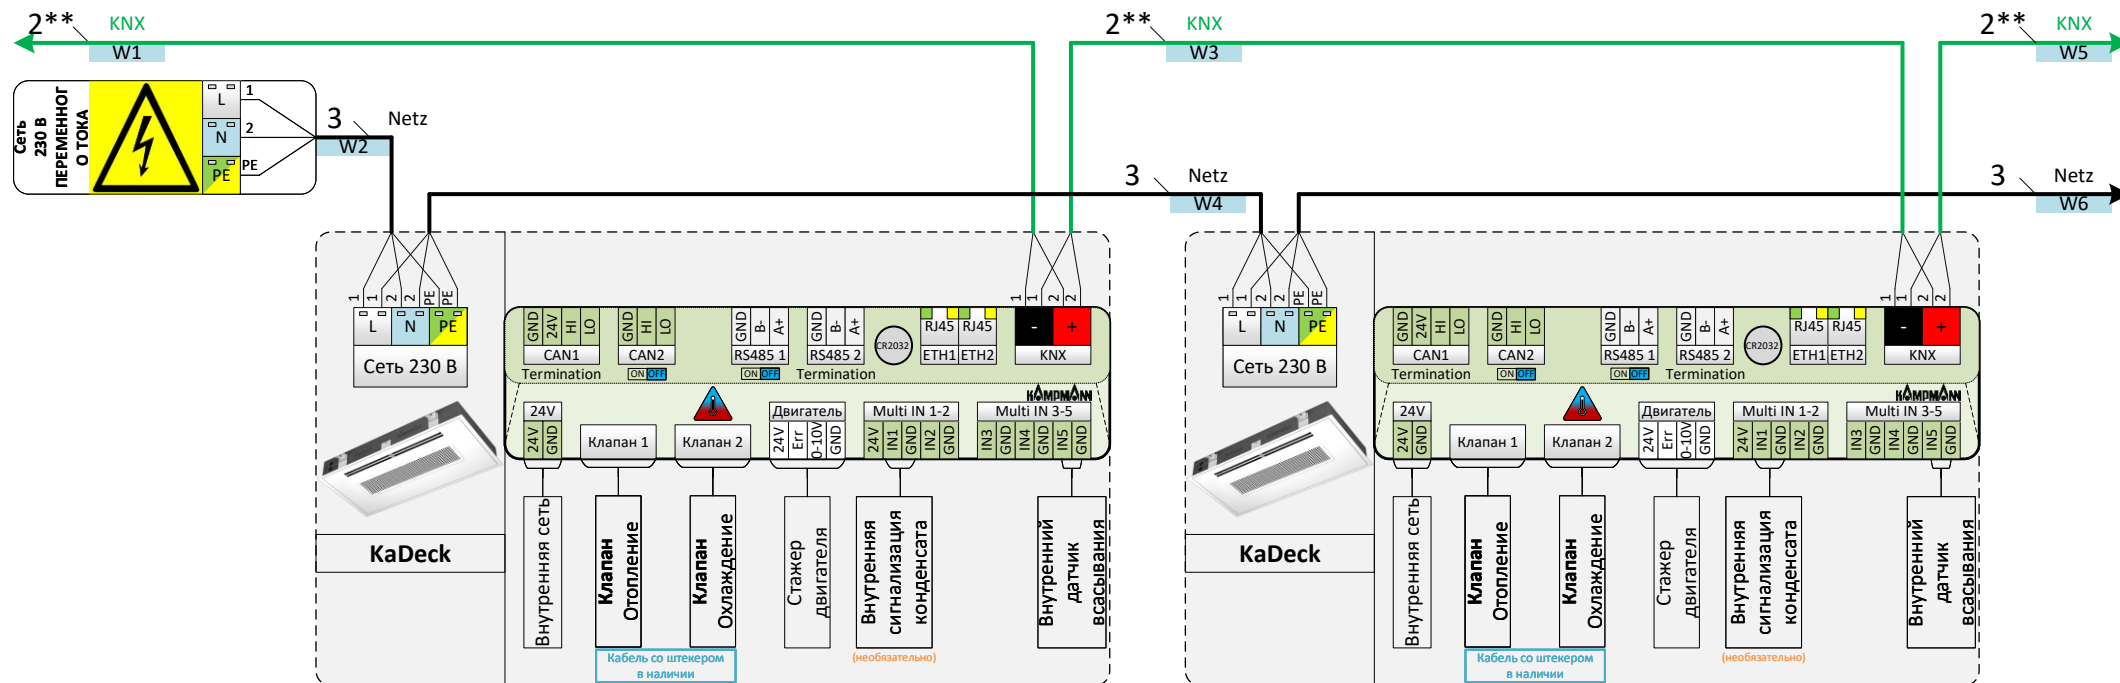 2** KNX
W1
2** KNX
W3
2** KNX
W5
Сеть
230 В
ПЕРЕМЕННОГ
О ТОКА
L 1
N 2
PE PE
3 Netz
W2
3 Netz
W4
3 Netz
W6
1 1 2 2 PE PE
L N PE
Сеть 230 В
KaDeck
1 1 2 2
GND 24V HI LO
CAN1
GND HI LO
CAN2
GND B- A+
RS485 1
GND B- A+
RS485 2
CR2032
RJ45 RJ45
ETH1 ETH2
- +
KNX
Termination
ON OFF
ON OFF
Termination
KAMPMANN
24V
24V GND
Клапан 1
Клапан 2
Двигатель
24V Err 0-10V GND
Multi IN 1-2
24V IN1 GND IN2 GND
Multi IN 3-5
IN3 GND IN4 GND IN5 GND
Внутренняя сеть
Клапан
Отопление
Клапан
Охлаждение
Стажер
двигателя
Внутренняя
сигнализация
конденсата
Внутренний
датчик
всасывания
Кабель со штекером
в наличии
(необязательно)
1 1 2 2 PE PE
L N PE
Сеть 230 В
KaDeck
1 1 2 2
GND 24V HI LO
CAN1
GND HI LO
CAN2
GND B- A+
RS485 1
GND B- A+
RS485 2
CR2032
RJ45 RJ45
ETH1 ETH2
- +
KNX
Termination
ON OFF
ON OFF
Termination
KAMPMANN
24V
24V GND
Клапан 1
Клапан 2
Двигатель
24V Err 0-10V GND
Multi IN 1-2
24V IN1 GND IN2 GND
Multi IN 3-5
IN3 GND IN4 GND IN5 GND
Внутренняя сеть
Клапан
Отопление
Клапан
Охлаждение
Стажер
двигателя
Внутренняя
сигнализация
конденсата
Внутренний
датчик
всасывания
Кабель со штекером
в наличии
(необязательно)